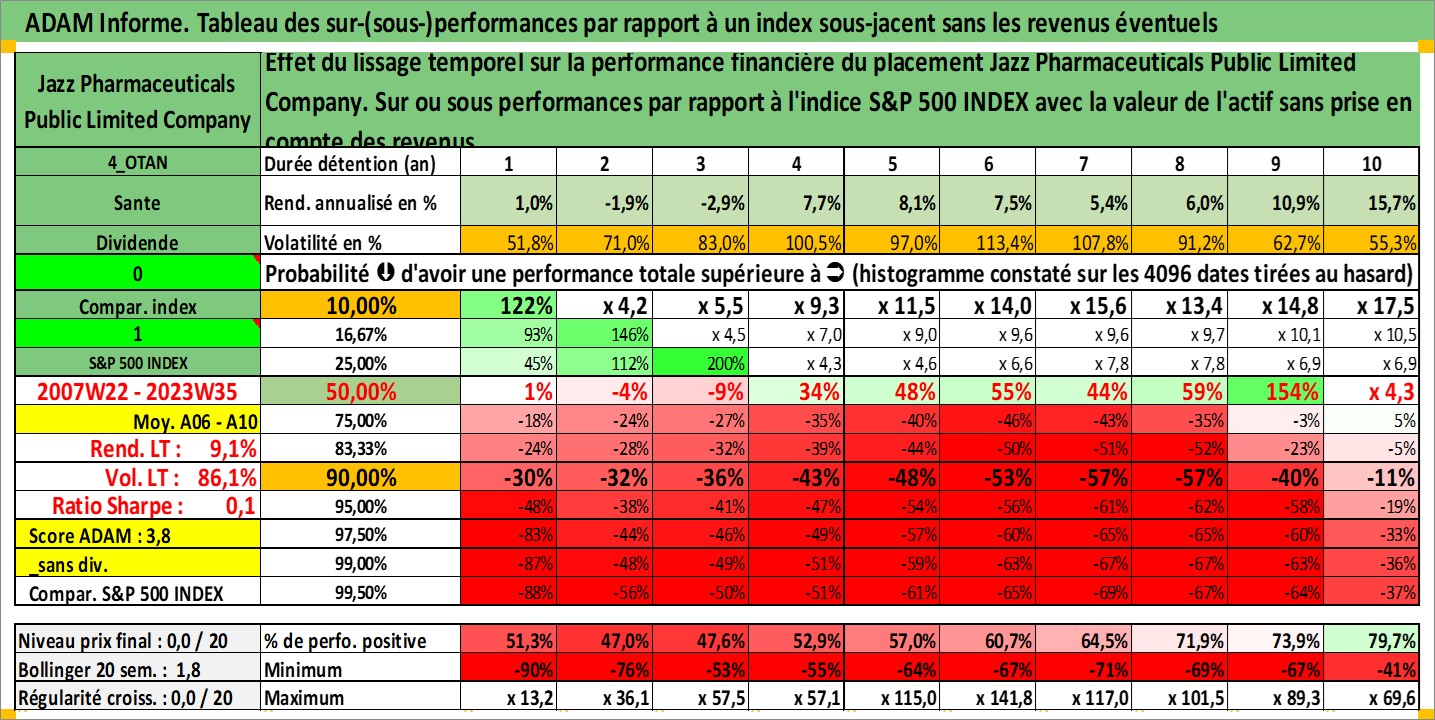 ADAM Informe. Tableau des sur-(sous-)performances par rapport à un index sous-jacent sans les revenus éventuels
Jazz Pharmaceuticals
Public Limited Company
Effet du lissage temporel sur la performance financière du placement Jazz Pharmaceuticals Public Limited
Company. Sur ou sous performances par rapport à l'indice S&P 500 INDEX avec la valeur de l'actif sans prise en
compte des revenus
4_OTAN Durée détention (an) 1 2 3 4 5 6 7 8 9 10
Sante Rend. annualisé en % 1,0% -1,9% -2,9% 7,7% 8,1% 7,5% 5,4% 6,0% 10,9% 15,7%
Dividende Volatilité en % 51,8% 71,0% 83,0% 100,5% 97,0% 113,4% 107,8% 91,2% 62,7% 55,3%
0 Probabilité ⬇ d'avoir une performance totale supérieure à ➲ (histogramme constaté sur les 4096 dates tirées au hasard)
Compar. index 10,00% 122% x 4,2 x 5,5 x 9,3 x 11,5 x 14,0 x 15,6 x 13,4 x 14,8 x 17,5
1 16,67% 93% 146% x 4,5 x 7,0 x 9,0 x 9,6 x 9,6 x 9,7 x 10,1 x 10,5
S&P 500 INDEX 25,00% 45% 112% 200% x 4,3 x 4,6 x 6,6 x 7,8 x 7,8 x 6,9 x 6,9
2007W22 - 2023W35 50,00% 1% -4% -9% 34% 48% 55% 44% 59% 154% x 4,3
Moy. A06 - A10 75,00% -18% -24% -27% -35% -40% -46% -43% -35% -3% 5%
Rend. LT : 9,1% 83,33% -24% -28% -32% -39% -44% -50% -51% -52% -23% -5%
Vol. LT : 86,1% 90,00% -30% -32% -36% -43% -48% -53% -57% -57% -40% -11%
Ratio Sharpe : 0,1 95,00% -48% -38% -41% -47% -54% -56% -61% -62% -58% -19%
Score ADAM : 3,8 97,50% -83% -44% -46% -49% -57% -60% -65% -65% -60% -33%
_sans div. 99,00% -87% -48% -49% -51% -59% -63% -67% -67% -63% -36%
Compar. S&P 500 INDEX 99,50% -88% -56% -50% -51% -61% -65% -69% -67% -64% -37%
Niveau prix final : 0,0 / 20 % de perfo. positive 51,3% 47,0% 47,6% 52,9% 57,0% 60,7% 64,5% 71,9% 73,9% 79,7%
Bollinger 20 sem. : 1,8 Minimum -90% -76% -53% -55% -64% -67% -71% -69% -67% -41%
Régularité croiss. : 0,0 / 20 Maximum x 13,2 x 36,1 x 57,5 x 57,1 x 115,0 x 141,8 x 117,0 x 101,5 x 89,3 x 69,6